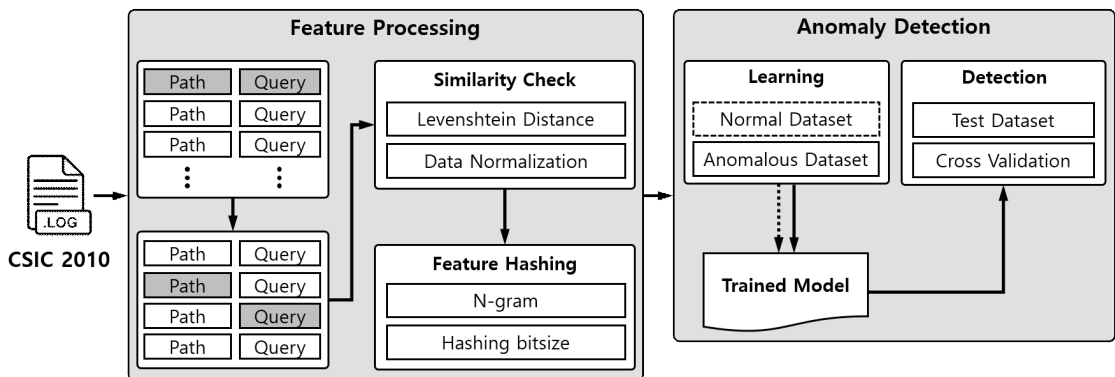 Feature Processing
Path Query
Path Query
Path Query
Path Query
Path Query
Path Query
Path Query
.LOG
CSIC 2010
Similarity Check
Levenshtein Distance
Data Normalization
Feature Hashing
N-gram
Hashing bitsize
Anomaly Detection
Learning
Normal Dataset
Anomalous Dataset
Detection
Test Dataset
Cross Validation
Trained Model